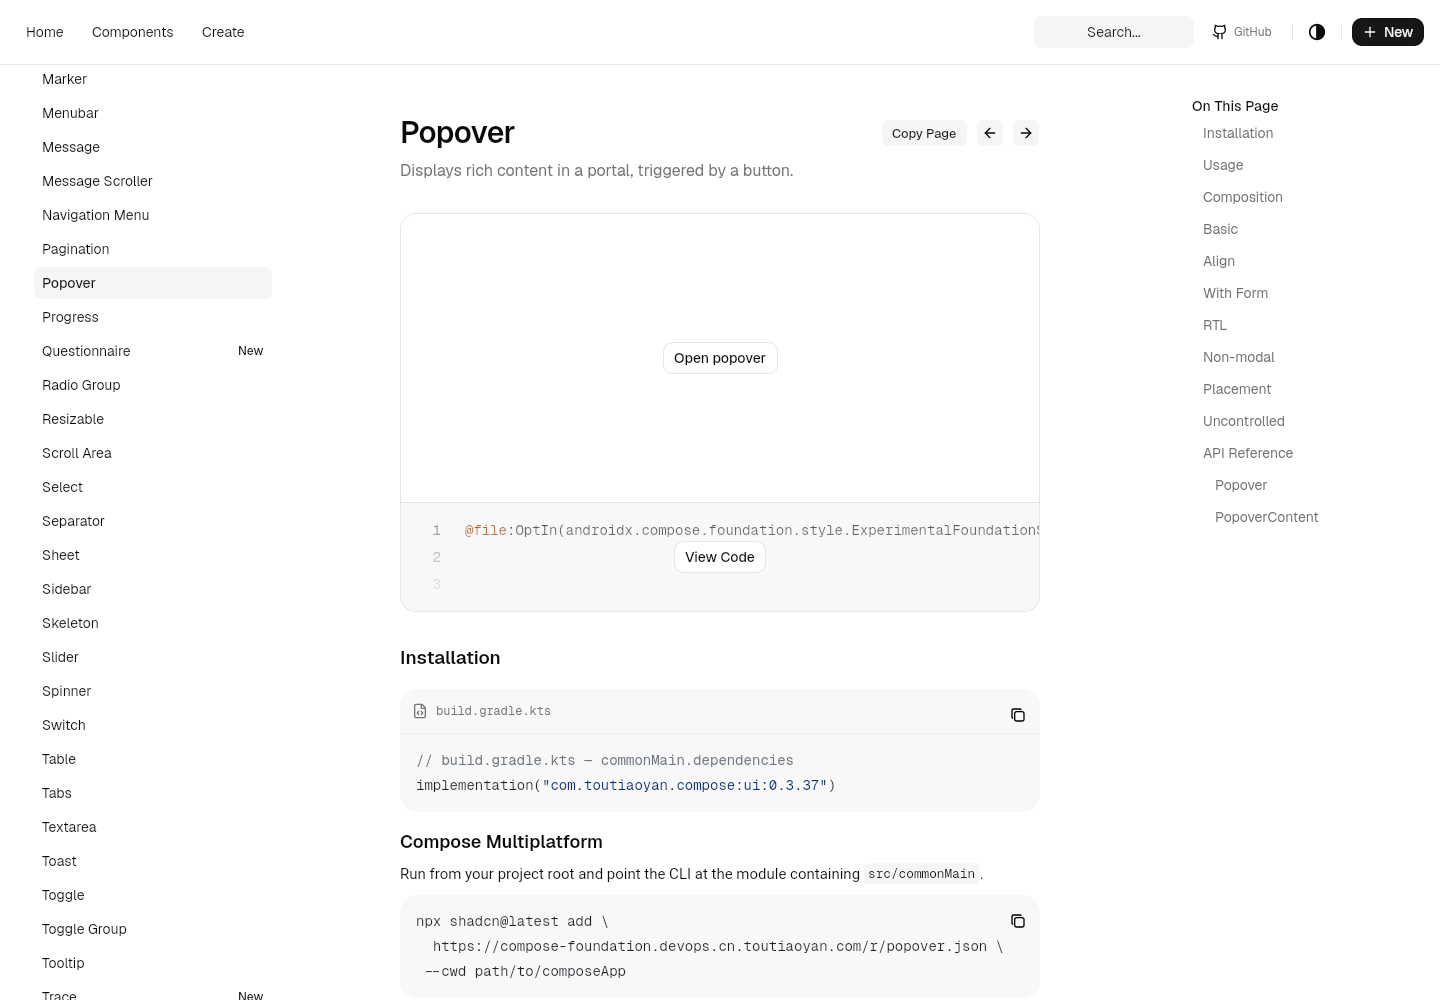 Home
Components
Create
Search...
GitHub
New
Marker
Menubar
Message
Message Scroller
Navigation Menu
Pagination
Popover
Progress
Questionnaire New
Radio Group
Resizable
Scroll Area
Select
Separator
Sheet
Sidebar
Skeleton
Slider
Spinner
Switch
Table
Tabs
Textarea
Toast
Toggle
Toggle Group
Tooltip
Trace New
Popover
Copy Page
Displays rich content in a portal, triggered by a button.
Open popover
1 @file:OptIn(androidx.compose.foundation.style.ExperimentalFoundationS
2
View Code
3
Installation
build.gradle.kts
// build.gradle.kts — commonMain.dependencies
implementation("com.toutiaoyan.compose:ui:0.3.37")
Compose Multiplatform
Run from your project root and point the CLI at the module containing src/commonMain.
npx shadcn@latest add \
https://compose-foundation.devops.cn.toutiaoyan.com/r/popover.json \
--cwd path/to/composeApp
On This Page
Installation
Usage
Composition
Basic
Align
With Form
RTL
Non-modal
Placement
Uncontrolled
API Reference
Popover
PopoverContent